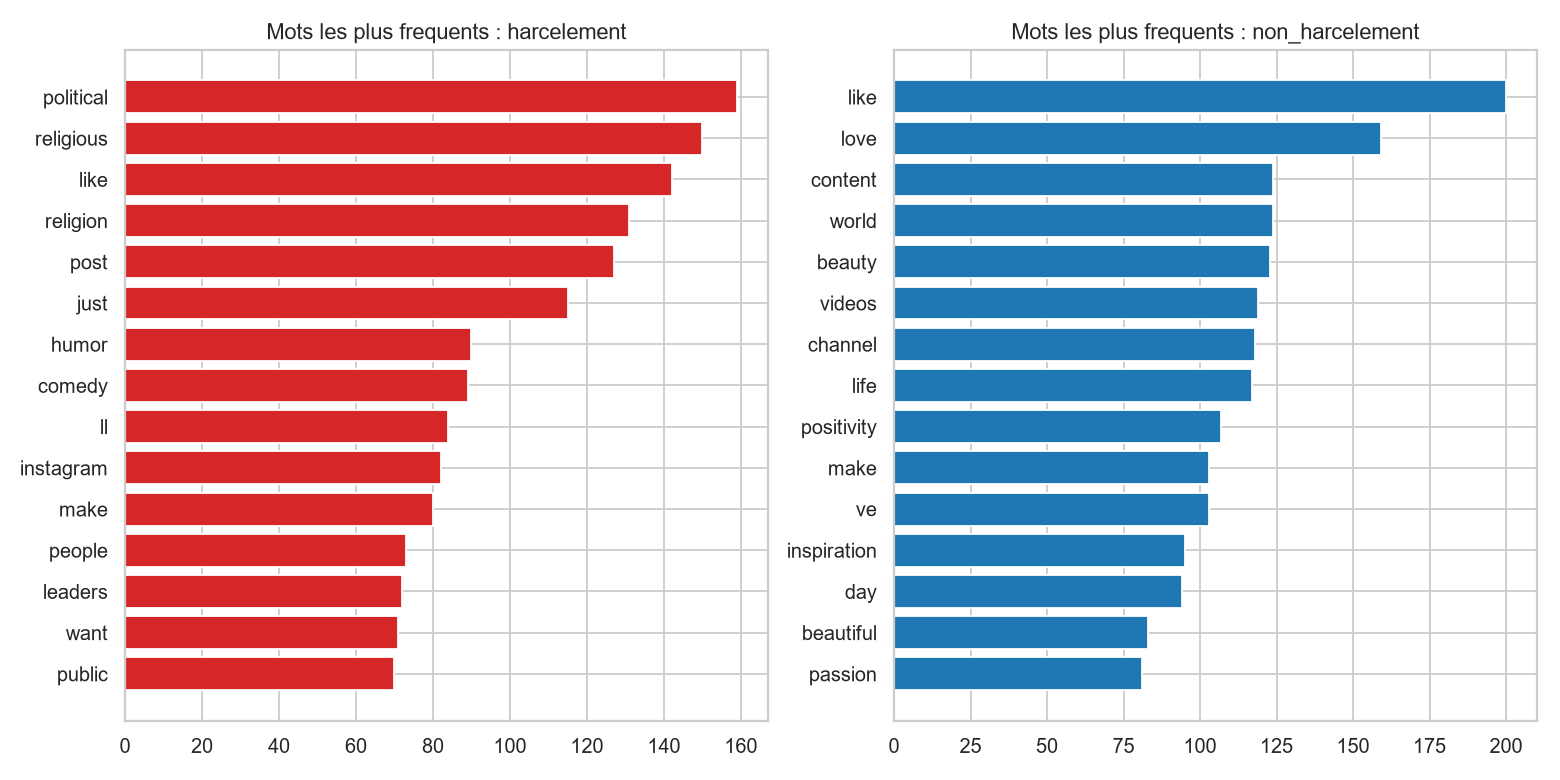 Mots les plus frequents : harcelement
political
religious
like
religion
post
just
humor
comedy
ll
instagram
make
people
leaders
want
public
0 20 40 60 80 100 120 140 160
Mots les plus frequents : non_harcelement
like
love
content
world
beauty
videos
channel
life
positivity
make
ve
inspiration
day
beautiful
passion
0 25 50 75 100 125 150 175 200